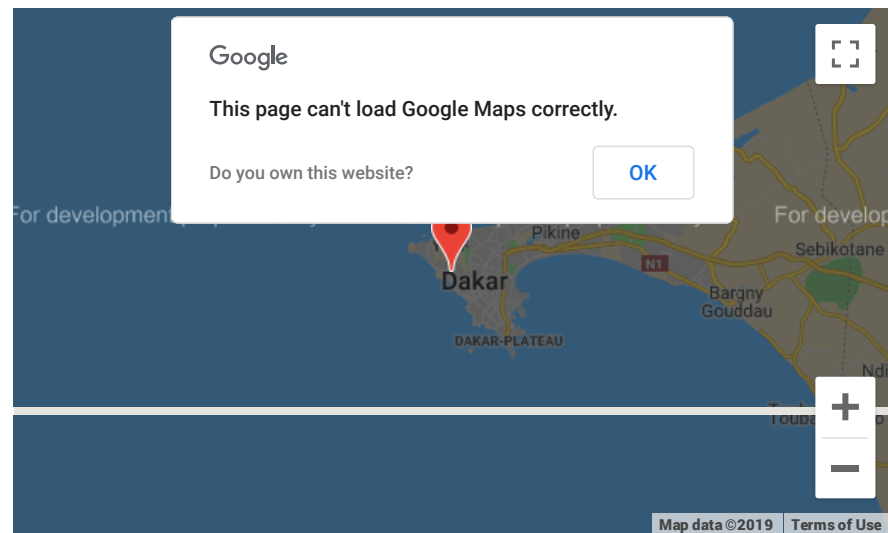 Google
This page can't load Google Maps correctly.
Do you own this website?
OK
For development
For develop
Pikine
Sebikotane
N1
Dakar
Bargny
Gouddau
DAKAR-PLATEAU
Map data ©2019
Terms of Use